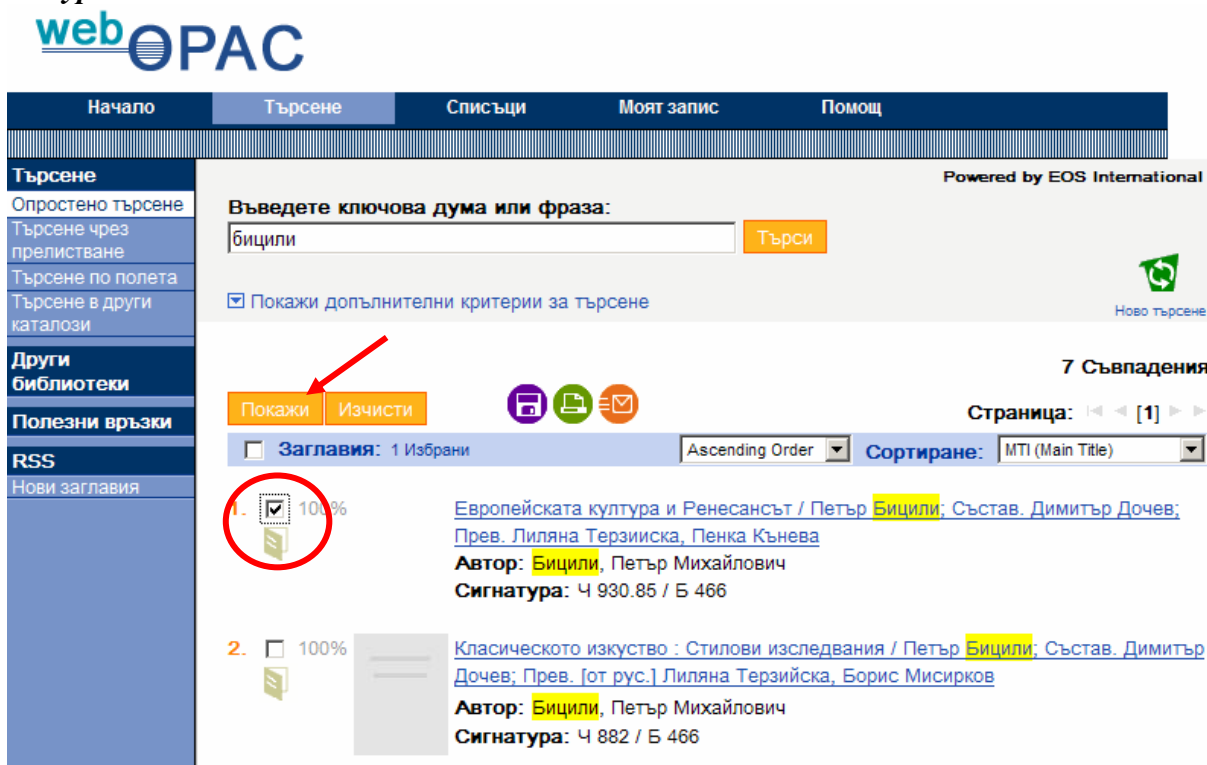 web OPAC
Начало Търсене Списъци Моят запис Помощ
Търсене
Опростено търсене
Търсене чрез
прелистване
Търсене по полета
Търсене в други
каталози
Други
библиотеки
Полезни връзки
RSS
Нови заглавия
Powered by EOS International
Въведете ключова дума или фраза:
бицили Търси
Покажи допълнителни критерии за търсене
Ново търсене
7 Съвпадения
Покажи Изчисти
Страница: [1]
Заглавия: 1 Избрани Ascending Order Сортиране: MTI (Main Title)
1. 100% Европейската култура и Ренесансът / Петър Бицили; Състав. Димитър Дочев;
Прев. Лиляна Терзииска, Пенка Кънева
Автор: Бицили, Петър Михайлович
Сигнатура: Ч 930.85 / Б 466
2. 100% Класическото изкуство : Стилови изследвания / Петър Бицили; Състав. Димитър
Дочев; Прев. [от рус.] Лиляна Терзийска, Борис Мисирков
Автор: Бицили, Петър Михайлович
Сигнатура: Ч 882 / Б 466